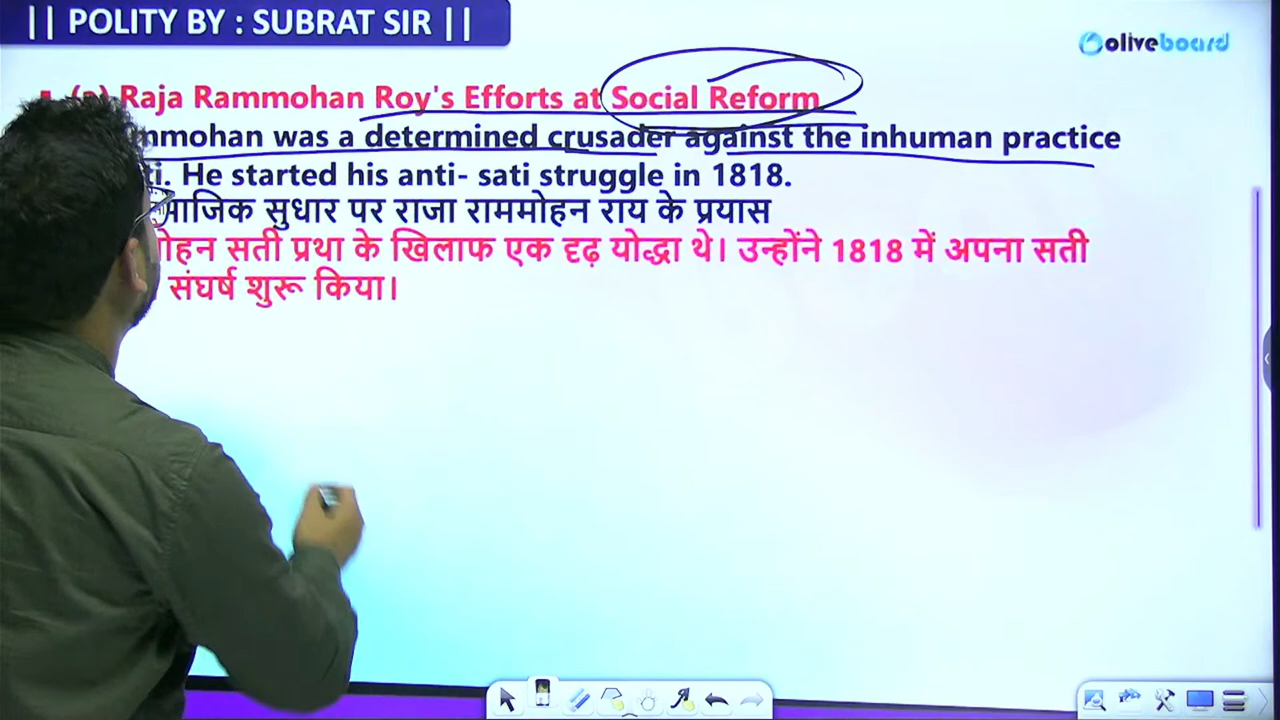 || POLITY BY : SUBRAT SIR ||
oliveboard
(a) Raja Rammohan Roy's Efforts at Social Reform
mmohan was a determined crusader against the inhuman practice
ti. He started his anti- sati struggle in 1818.
माजिक सुधार पर राजा राममोहन राय के प्रयास
मोहन सती प्रथा के खिलाफ एक दृढ़ योद्धा थे। उन्होंने 1818 में अपना सती
संघर्ष शुरू किया।